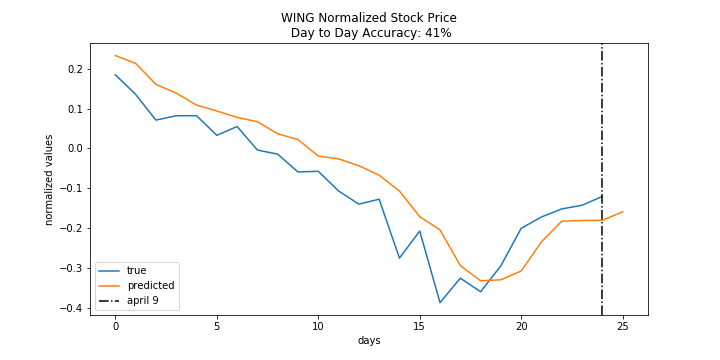 WING Normalized Stock Price
Day to Day Accuracy: 41%
normalized values
0.2
0.1
0.0
−0.1
−0.2
−0.3
−0.4
true
predicted
april 9
0
5
10
15
20
25
days